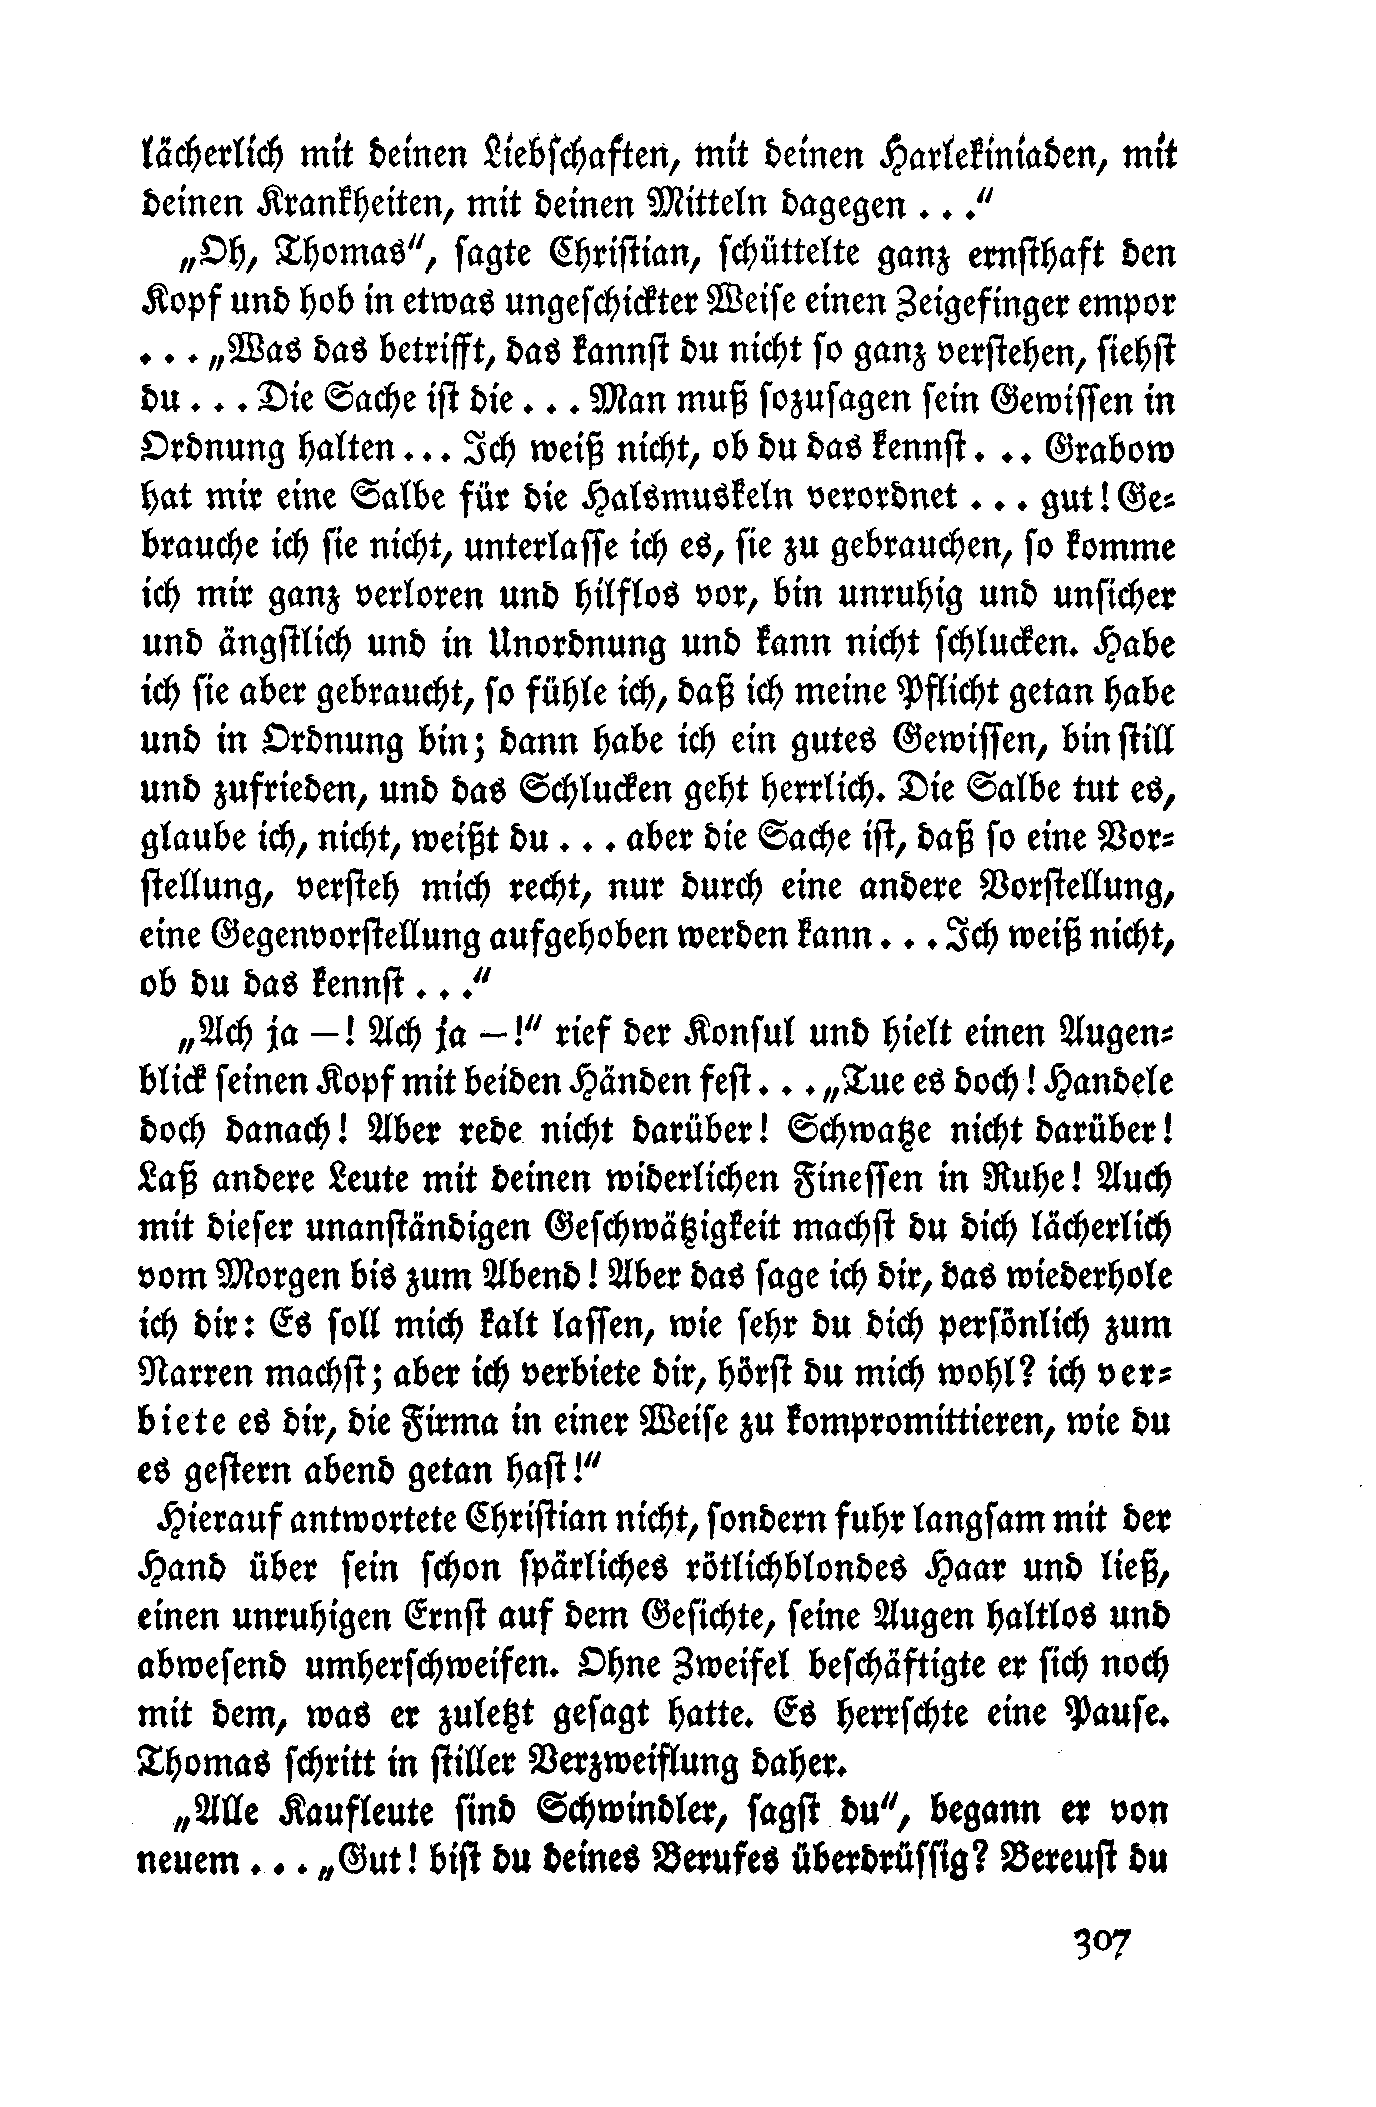 lächerlich mit deinen Liebschaften, mit deinen Harlekiniaden, mit
deinen Krankheiten, mit deinen Mitteln dagegen . . .“
„Oh, Thomas“, sagte Christian, schüttelte ganz ernsthaft den
Kopf und hob in etwas ungeschickter Weise einen Zeigefinger empor
. . . „Was das betrifft, das kannst du nicht so ganz verstehen, siehst
du . . . Die Sache ist die . . . Man muß sozusagen sein Gewissen in
Ordnung halten . . . Ich weiß nicht, ob du das kennst . . . Grabow
hat mir eine Salbe für die Halsmuskeln verordnet . . . gut! Ge-
brauche ich sie nicht, unterlasse ich es, sie zu gebrauchen, so komme
ich mir ganz verloren und hilflos vor, bin unruhig und unsicher
und ängstlich und in Unordnung und kann nicht schlucken. Habe
ich sie aber gebraucht, so fühle ich, daß ich meine Pflicht getan habe
und in Ordnung bin; dann habe ich ein gutes Gewissen, bin still
und zufrieden, und das Schlucken geht herrlich. Die Salbe tut es,
glaube ich, nicht, weißt du . . . aber die Sache ist, daß so eine Vor-
stellung, versteh mich recht, nur durch eine andere Vorstellung,
eine Gegenvorstellung aufgehoben werden kann . . . Ich weiß nicht,
ob du das kennst . . .“
„Ach ja —! Ach ja —!“ rief der Konsul und hielt einen Augen-
blick seinen Kopf mit beiden Händen fest . . . „Tue es doch! Handele
doch danach! Aber rede nicht darüber! Schwatze nicht darüber!
Laß andere Leute mit deinen widerlichen Finessen in Ruhe! Auch
mit dieser unanständigen Geschwätzigkeit machst du dich lächerlich
vom Morgen bis zum Abend! Aber das sage ich dir, das wiederhole
ich dir: Es soll mich kalt lassen, wie sehr du dich persönlich zum
Narren machst; aber ich verbiete dir, hörst du mich wohl? ich ver-
biete es dir, die Firma in einer Weise zu kompromittieren, wie du
es gestern abend getan hast!“
Hierauf antwortete Christian nicht, sondern fuhr langsam mit der
Hand über sein schon spärliches rötlichblondes Haar und ließ,
einen unruhigen Ernst auf dem Gesichte, seine Augen haltlos und
abwesend umherschweifen. Ohne Zweifel beschäftigte er sich noch
mit dem, was er zuletzt gesagt hatte. Es herrschte eine Pause.
Thomas schritt in stiller Verzweiflung daher.
„Alle Kaufleute sind Schwindler, sagst du“, begann er von
neuem . . . „Gut! bist du deines Berufes überdrüssig? Bereust du
307